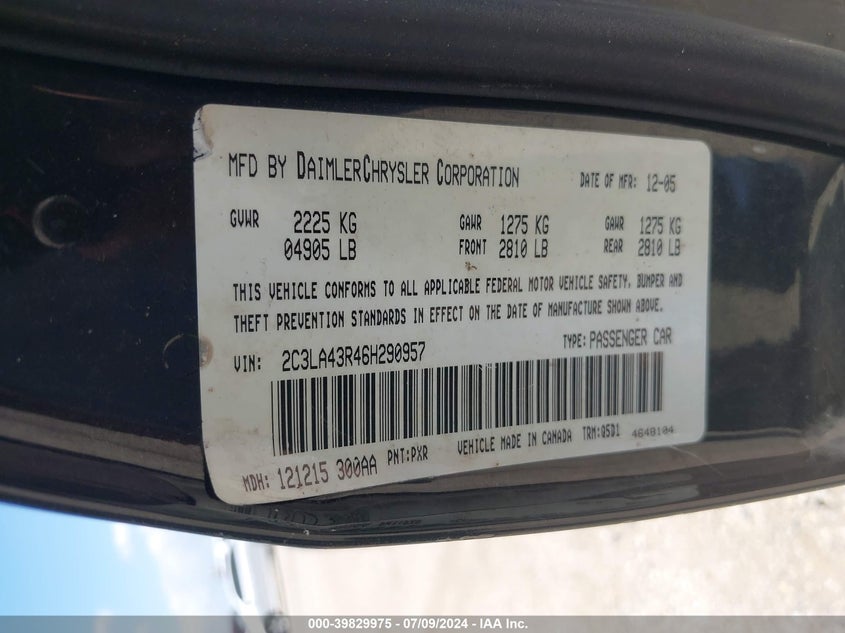 MFD BY DAIMLERCHRYSLER CORPORATION DATE OF MFR: 12-05
GVWR 2225 KG GAWR 1275 KG GAWR 1275 KG
04905 LB FRONT 2810 LB REAR 2810 LB
THIS VEHICLE CONFORMS TO ALL APPLICABLE FEDERAL MOTOR VEHICLE SAFETY, BUMPER AND
THEFT PREVENTION STANDARDS IN EFFECT ON THE DATE OF MANUFACTURE SHOWN ABOVE.
VIN: 2C3LA43R46H290957 TYPE: PASSENGER CAR
MDH: 121215 300AA PNT:PXR VEHICLE MADE IN CANADA TRM:Q5D1 4648104
000-39829975 / 07/09/2024 - IAA Inc.